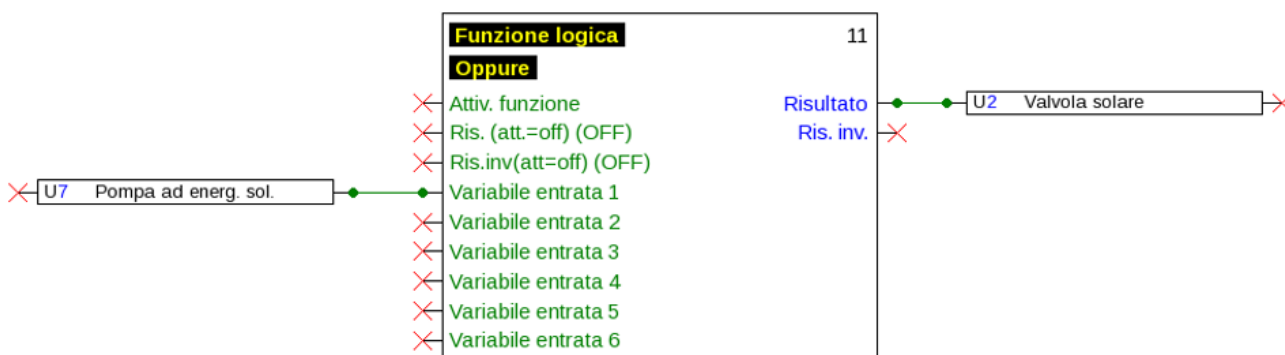 Funzione logica 11
Oppure
Attiv. funzione Risultato U2 Valvola solare
Ris. (att.=off) (OFF) Ris. inv.
Ris.inv(att=off) (OFF)
U7 Pompa ad energ. sol. Variabile entrata 1
Variabile entrata 2
Variabile entrata 3
Variabile entrata 4
Variabile entrata 5
Variabile entrata 6